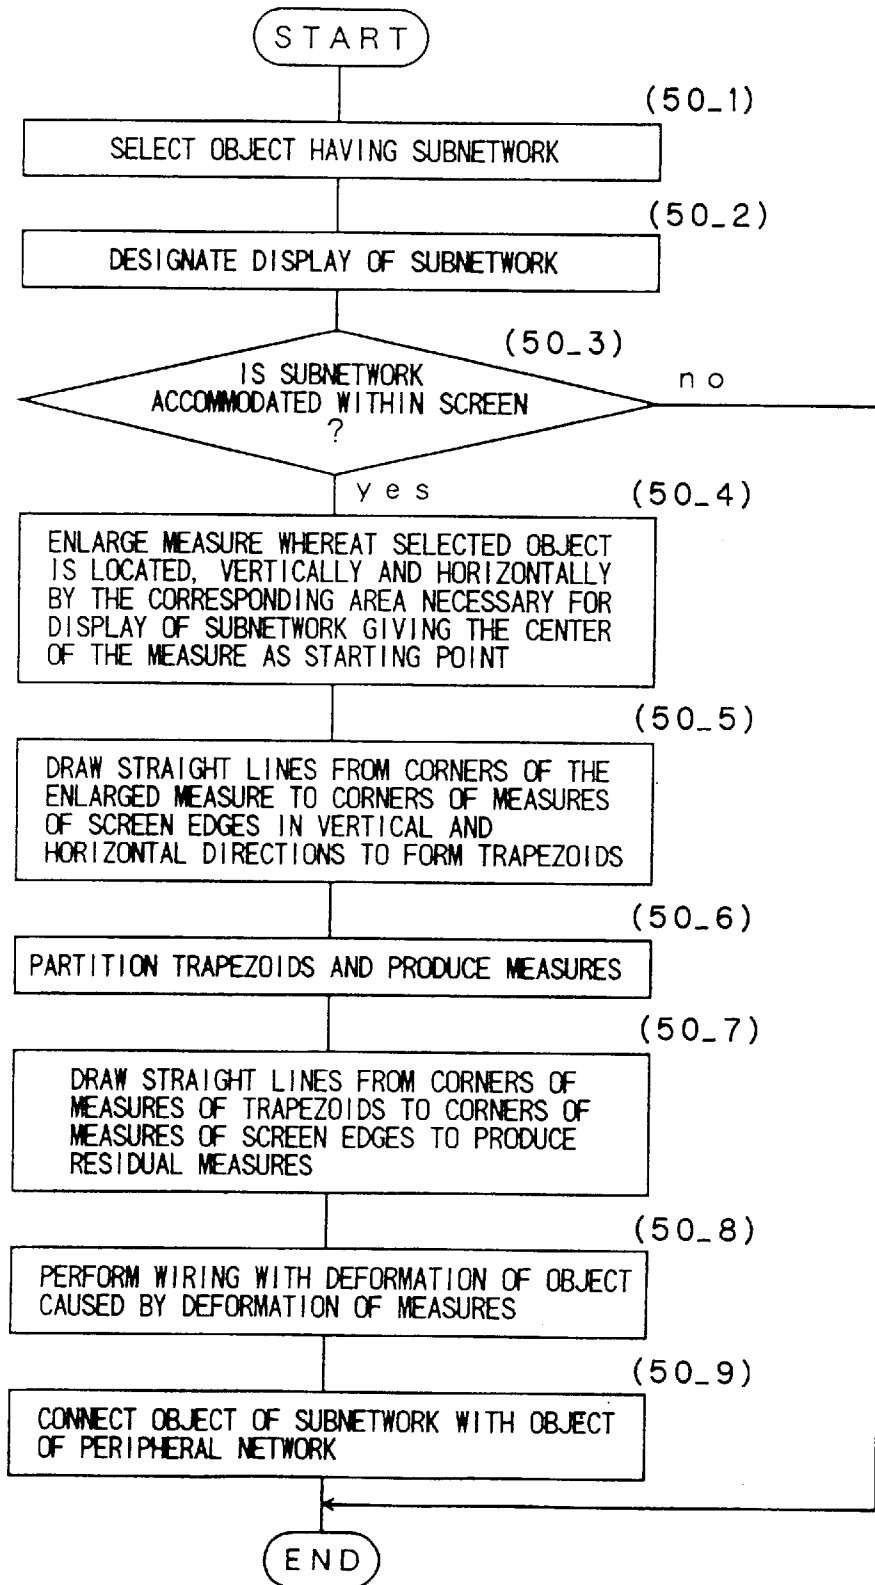 START
(50_1)
SELECT OBJECT HAVING SUBNETWORK
(50_2)
DESIGNATE DISPLAY OF SUBNETWORK
(50_3)
IS SUBNETWORK
ACCOMMODATED WITHIN SCREEN
?
no
yes
(50_4)
ENLARGE MEASURE WHEREAT SELECTED OBJECT
IS LOCATED, VERTICALLY AND HORIZONTALLY
BY THE CORRESPONDING AREA NECESSARY FOR
DISPLAY OF SUBNETWORK GIVING THE CENTER
OF THE MEASURE AS STARTING POINT
(50_5)
DRAW STRAIGHT LINES FROM CORNERS OF THE
ENLARGED MEASURE TO CORNERS OF MEASURES
OF SCREEN EDGES IN VERTICAL AND
HORIZONTAL DIRECTIONS TO FORM TRAPEZOIDS
(50_6)
PARTITION TRAPEZOIDS AND PRODUCE MEASURES
(50_7)
DRAW STRAIGHT LINES FROM CORNERS OF
MEASURES OF TRAPEZOIDS TO CORNERS OF
MEASURES OF SCREEN EDGES TO PRODUCE
RESIDUAL MEASURES
(50_8)
PERFORM WIRING WITH DEFORMATION OF OBJECT
CAUSED BY DEFORMATION OF MEASURES
(50_9)
CONNECT OBJECT OF SUBNETWORK WITH OBJECT
OF PERIPHERAL NETWORK
END